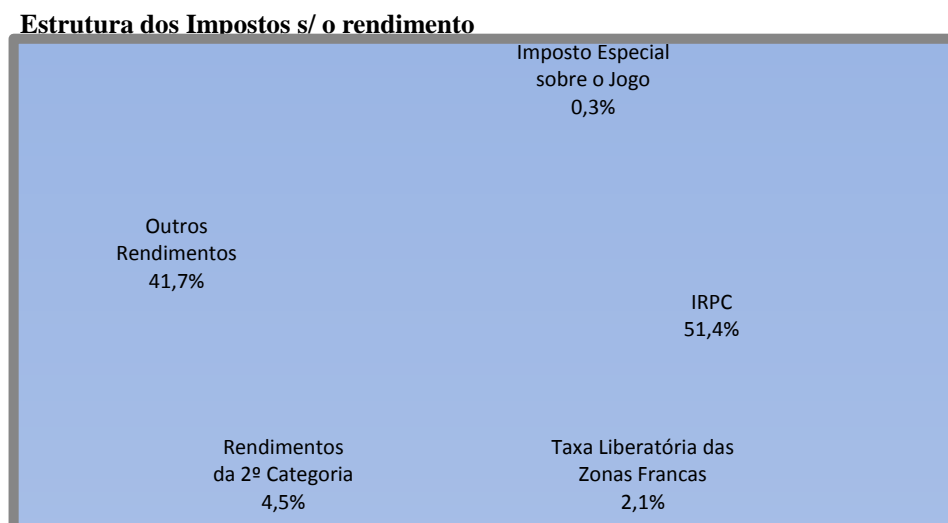 Estrutura dos Impostos s/ o rendimento
Imposto Especial
sobre o Jogo
0,3%
Outros
Rendimentos
41,7%
IRPC
51,4%
Rendimentos
da 2º Categoria
4,5%
Taxa Liberatória das
Zonas Francas
2,1%